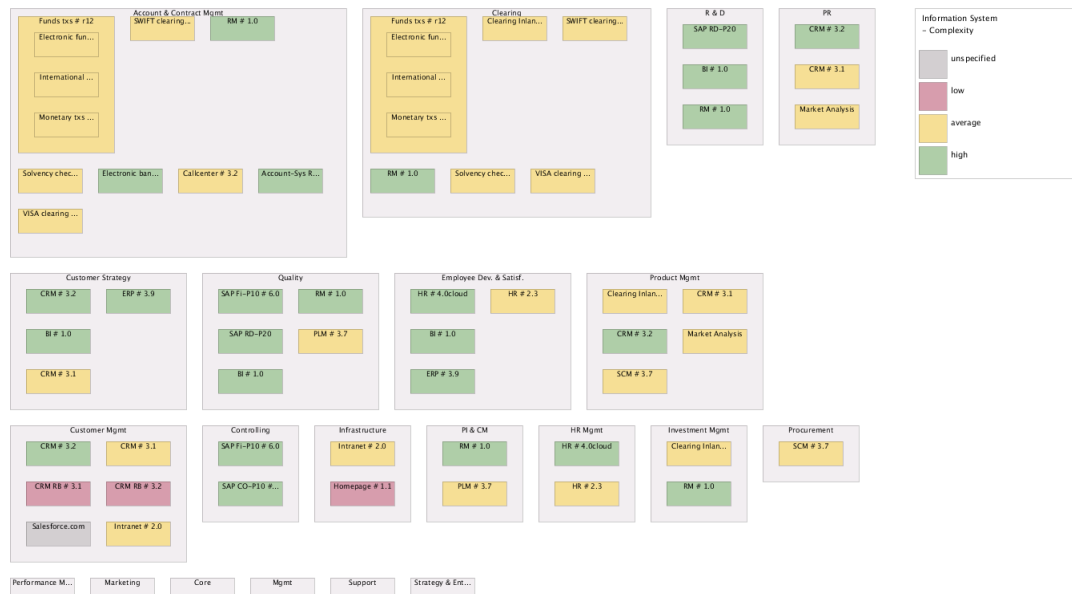 Account & Contract Mgmt
Funds txs # r12
SWIFT clearing...
RM # 1.0
Electronic fun...
International ...
Monetary txs ...
Solvency chec...
Electronic ban...
Callcenter # 3.2
Account-Sys R...
VISA clearing ...
Clearing
Funds txs # r12
Clearing Inlan...
SWIFT clearing...
Electronic fun...
International ...
Monetary txs ...
RM # 1.0
Solvency chec...
VISA clearing ...
R & D
SAP RD-P20
BI # 1.0
RM # 1.0
PR
CRM # 3.2
CRM # 3.1
Market Analysis
Information System
- Complexity
unspecified
low
average
high
Customer Strategy
CRM # 3.2
ERP # 3.9
BI # 1.0
CRM # 3.1
Quality
SAP Fi-P10 # 6.0
RM # 1.0
SAP RD-P20
PLM # 3.7
BI # 1.0
Employee Dev. & Satisf.
HR # 4.0cloud
HR # 2.3
BI # 1.0
ERP # 3.9
Product Mgmt
Clearing Inlan...
CRM # 3.1
CRM # 3.2
Market Analysis
SCM # 3.7
Customer Mgmt
CRM # 3.2
CRM # 3.1
CRM RB # 3.1
CRM RB # 3.2
Salesforce.com
Intranet # 2.0
Controlling
SAP Fi-P10 # 6.0
SAP CO-P10 #...
Infrastructure
Intranet # 2.0
Homepage # 1.1
PI & CM
RM # 1.0
PLM # 3.7
HR Mgmt
HR # 4.0cloud
HR # 2.3
Investment Mgmt
Clearing Inlan...
RM # 1.0
Procurement
SCM # 3.7
Performance M...
Marketing
Core
Mgmt
Support
Strategy & Ent...